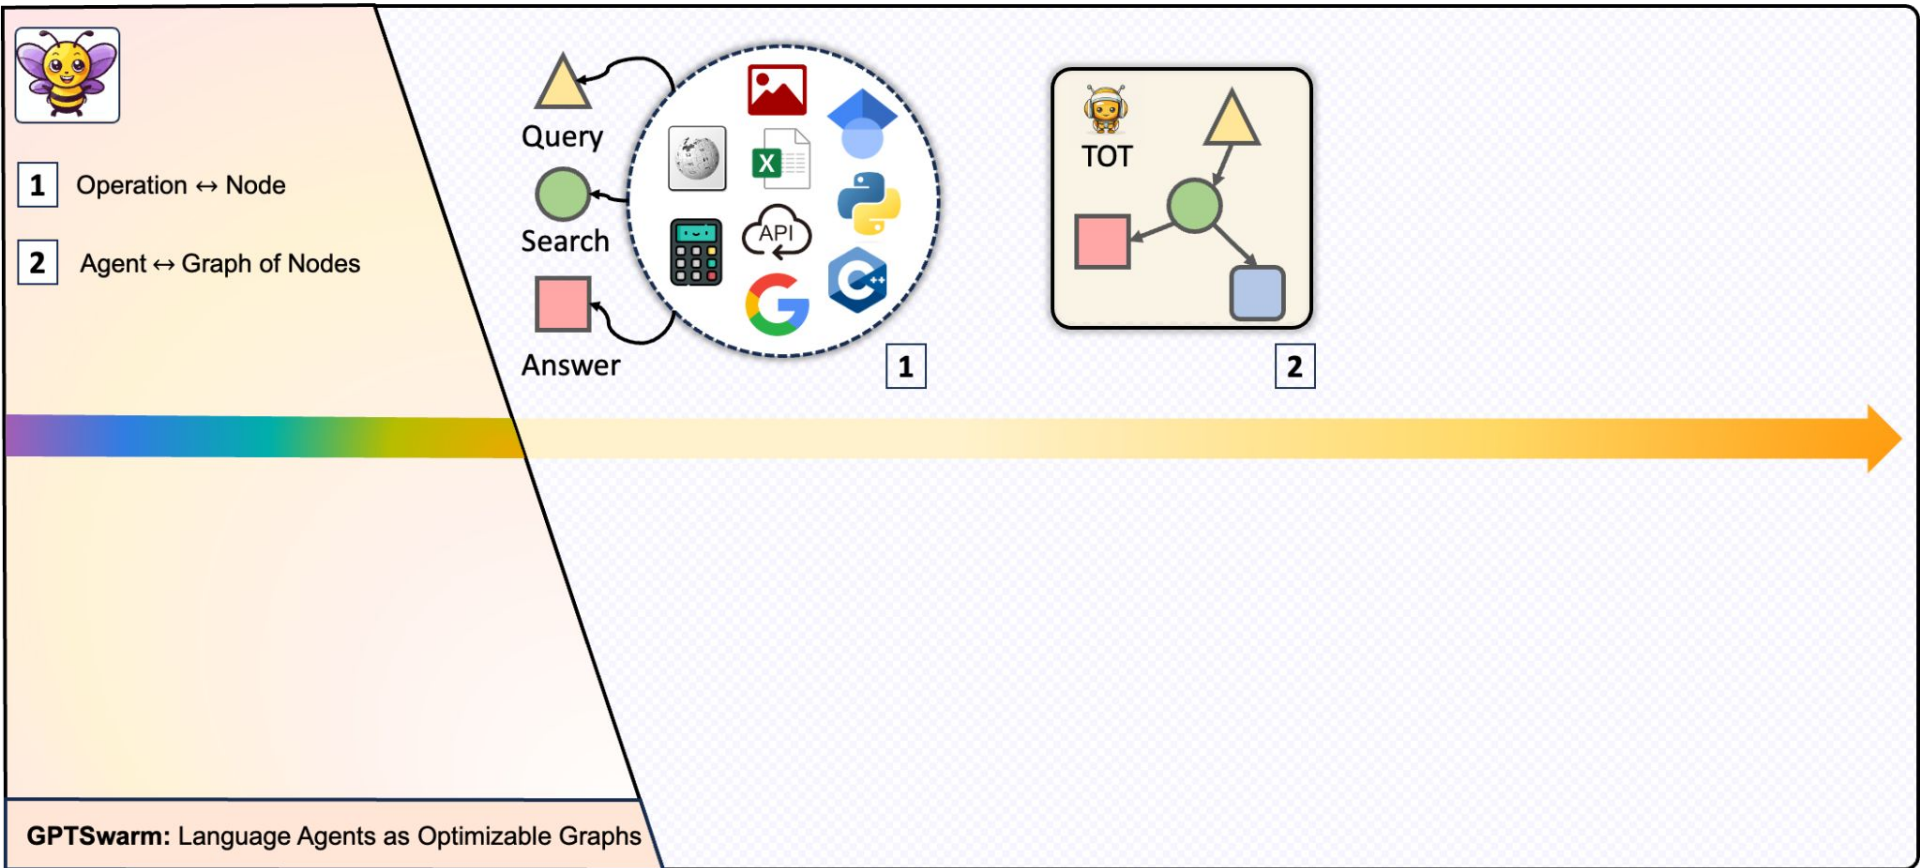 1 Operation ↔ Node
2 Agent ↔ Graph of Nodes
Query
Search
Answer
X
API
C++
G
1
TOT
2
GPTSwarm: Language Agents as Optimizable Graphs